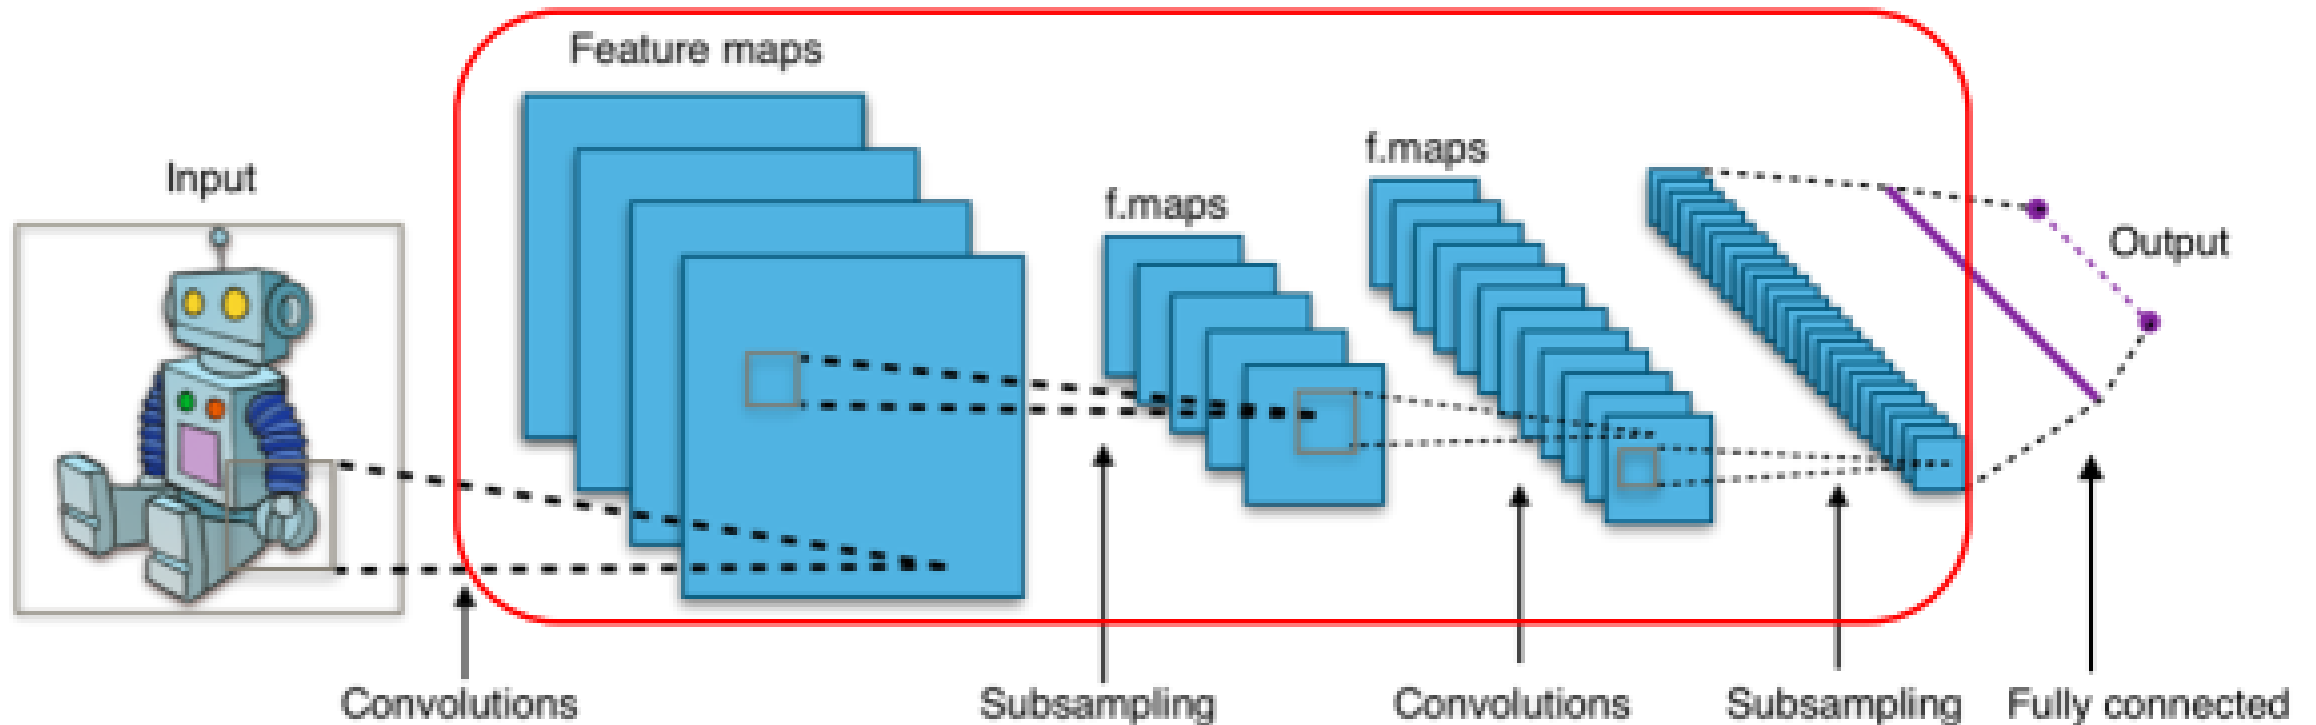 Feature maps
Input
f.maps
f.maps
Output
Convolutions
Subsampling
Convolutions
Subsampling
Fully connected